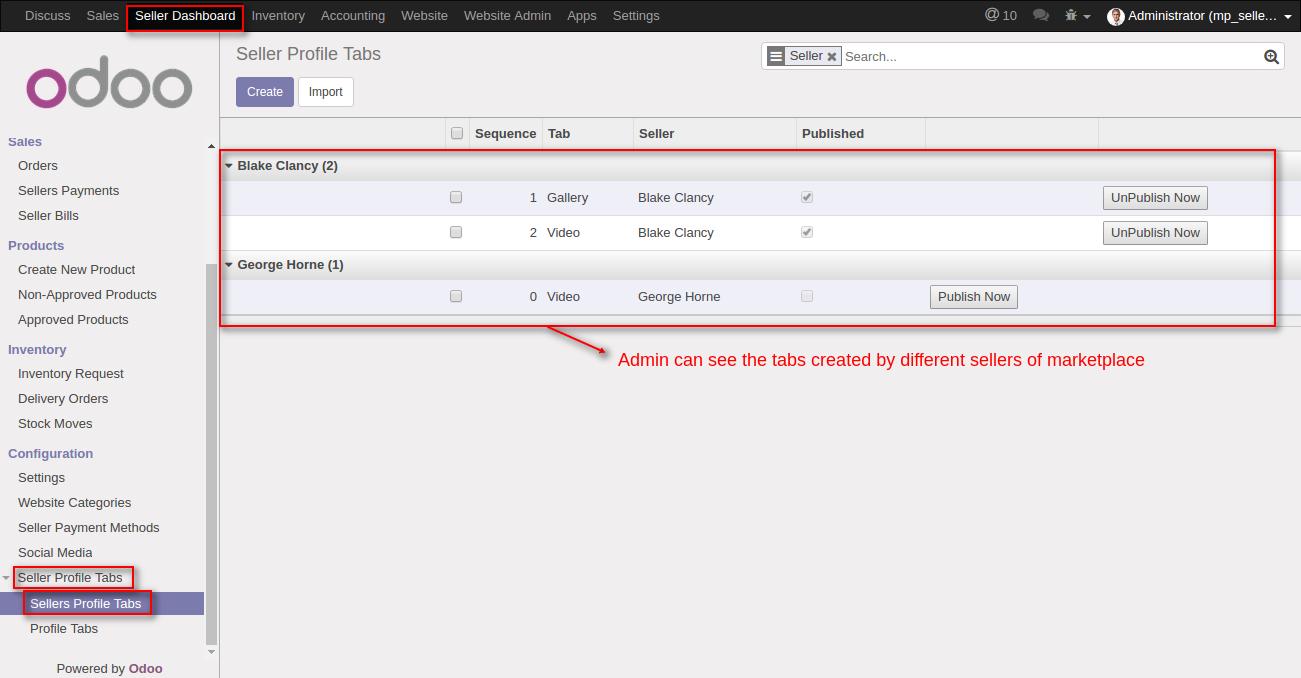 Discuss Sales Seller Dashboard Inventory Accounting Website Website Admin Apps Settings @ 10 Administrator (mp_selle...
odoo
Seller Profile Tabs
Seller Search...
Create Import
Sequence Tab Seller Published
Blake Clancy (2)
1 Gallery Blake Clancy UnPublish Now
2 Video Blake Clancy UnPublish Now
George Horne (1)
0 Video George Horne Publish Now
Admin can see the tabs created by different sellers of marketplace
Sales
Orders
Sellers Payments
Seller Bills
Products
Create New Product
Non-Approved Products
Approved Products
Inventory
Inventory Request
Delivery Orders
Stock Moves
Configuration
Settings
Website Categories
Seller Payment Methods
Social Media
Seller Profile Tabs
Sellers Profile Tabs
Profile Tabs
Powered by Odoo